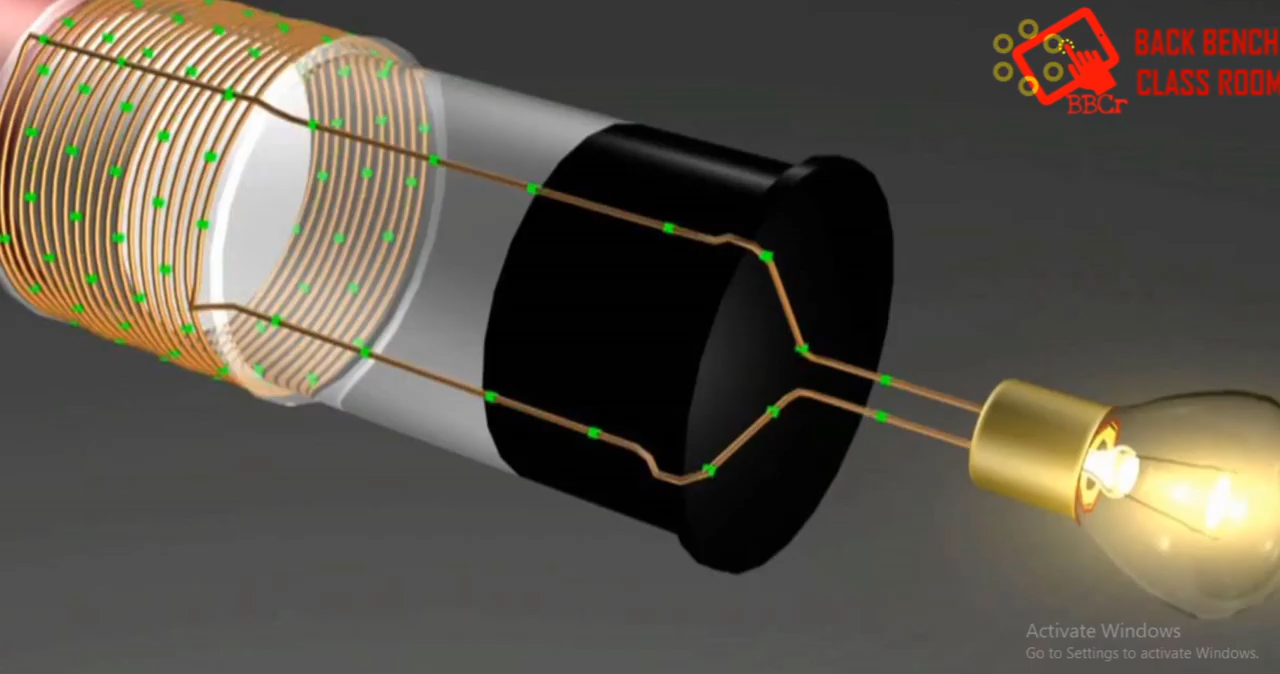 BACK BENCH
CLASS ROOM
BBCr
Activate Windows
Go to Settings to activate Windows.